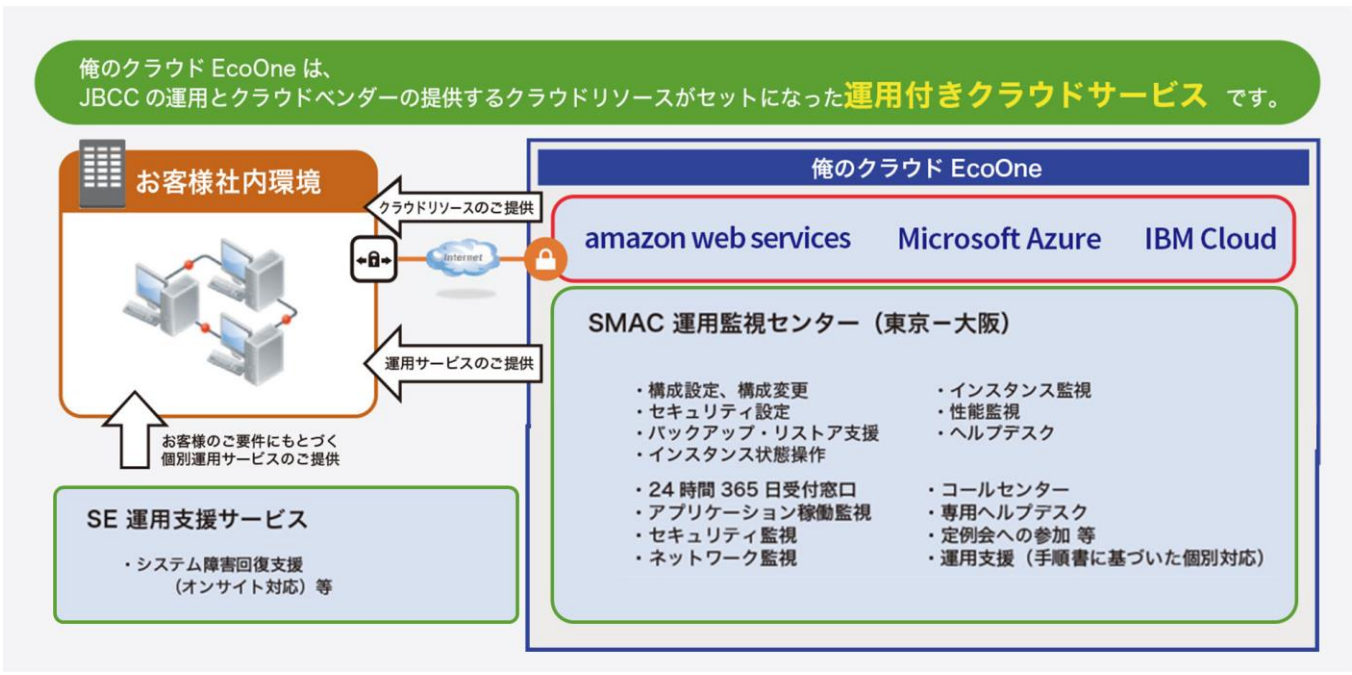 俺のクラウド EcoOne は、
JBCC の運用とクラウドベンダーの提供するクラウドリソースがセットになった運用付きクラウドサービス です。
お客様社内環境
クラウドリソースのご提供
Internet
運用サービスのご提供
お客様のご要件にもとづく
個別運用サービスのご提供
SE 運用支援サービス
・システム障害回復支援
（オンサイト対応）等
俺のクラウド EcoOne
amazon web services
Microsoft Azure
IBM Cloud
SMAC 運用監視センター（東京ー大阪）
・構成設定、構成変更
・セキュリティ設定
・バックアップ・リストア支援
・インスタンス状態操作
・インスタンス監視
・性能監視
・ヘルプデスク
・24 時間 365 日受付窓口
・アプリケーション稼働監視
・セキュリティ監視
・ネットワーク監視
・コールセンター
・専用ヘルプデスク
・定例会への参加 等
・運用支援（手順書に基づいた個別対応）